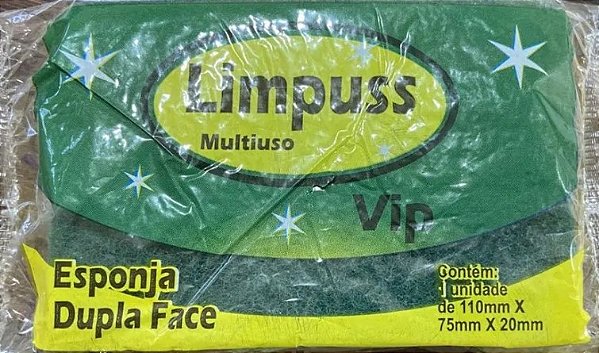 Limpuss
Multiuso
Vip
Esponja
Dupla Face
Contém:
1 unidade
de 110mm X
75mm X 20mm